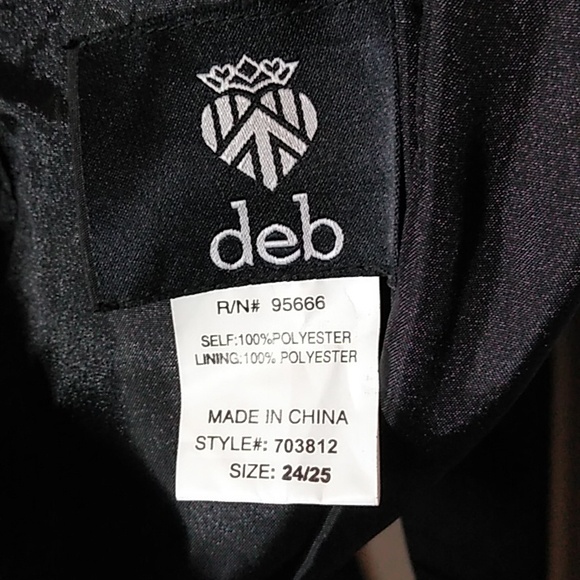 deb
R/N# 95666
SELF:100%POLYESTER
LINING:100% POLYESTER
MADE IN CHINA
STYLE#: 703812
SIZE: 24/25